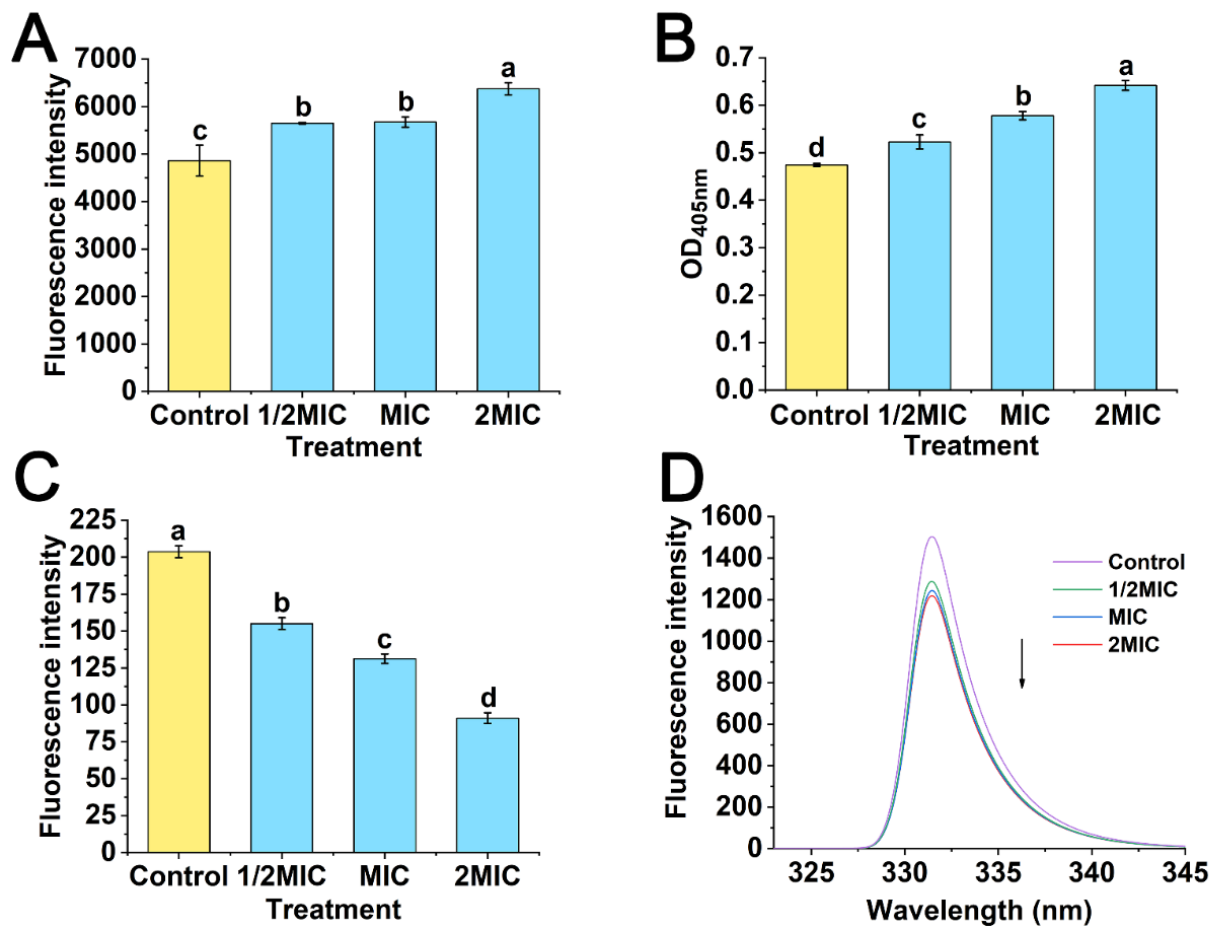 A
Fluorescence intensity
7000
6000
5000
4000
3000
2000
1000
0
c
b
b
a
Control 1/2MIC MIC 2MIC
Treatment
B
OD405nm
0.7
0.6
0.5
0.4
0.3
0.2
0.1
0.0
d
c
b
a
Control 1/2MIC MIC 2MIC
Treatment
C
Fluorescence intensity
225
200
175
150
125
100
75
50
25
0
a
b
c
d
Control 1/2MIC MIC 2MIC
Treatment
D
Fluorescence intensity
1600
1400
1200
1000
800
600
400
200
0
Control
1/2MIC
MIC
2MIC
325 330 335 340 345
Wavelength (nm)